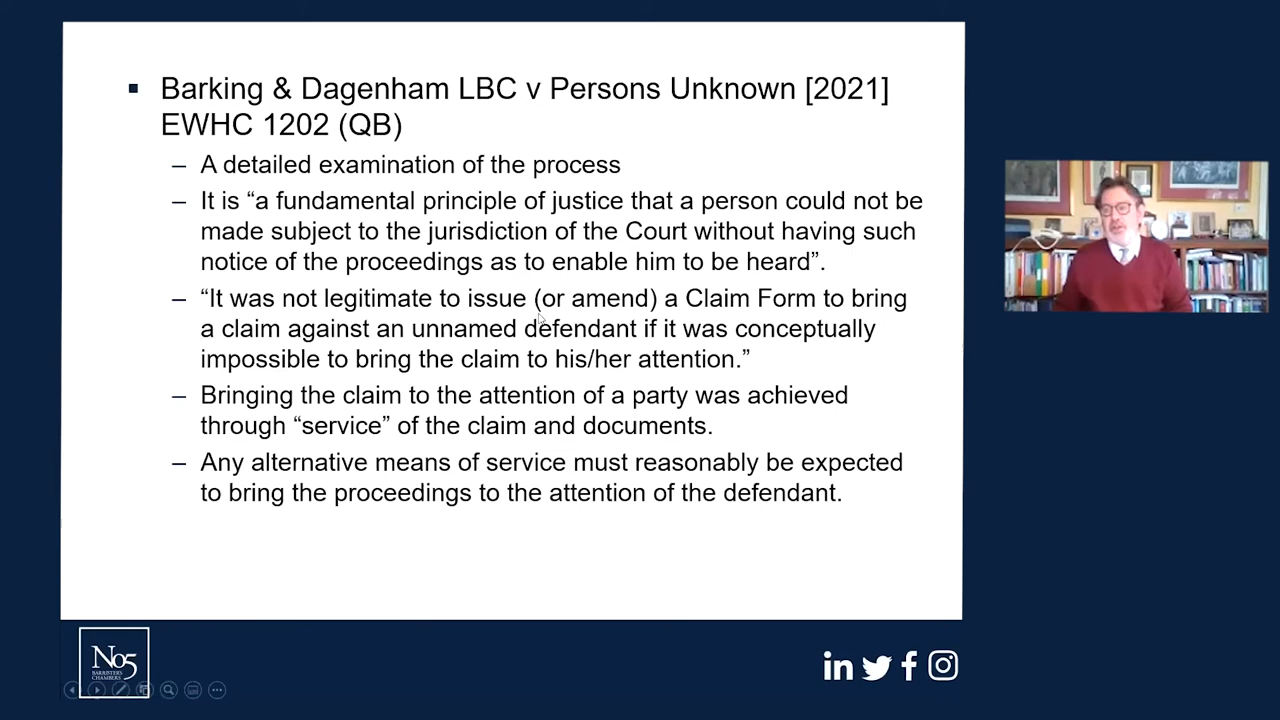 Barking & Dagenham LBC v Persons Unknown [2021]
EWHC 1202 (QB)
– A detailed examination of the process
– It is “a fundamental principle of justice that a person could not be
made subject to the jurisdiction of the Court without having such
notice of the proceedings as to enable him to be heard”.
– “It was not legitimate to issue (or amend) a Claim Form to bring
a claim against an unnamed defendant if it was conceptually
impossible to bring the claim to his/her attention.”
– Bringing the claim to the attention of a party was achieved
through “service” of the claim and documents.
– Any alternative means of service must reasonably be expected
to bring the proceedings to the attention of the defendant.
No5
BARRISTERS
CHAMBERS